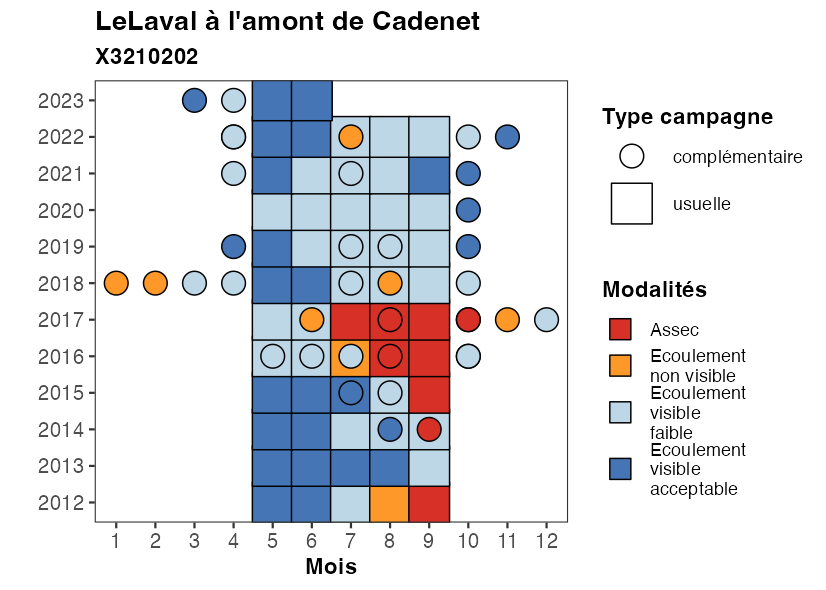 LeLaval à l'amont de Cadenet
X3210202
2023
2022
2021
2020
2019
2018
2017
2016
2015
2014
2013
2012
1 2 3 4 5 6 7 8 9 10 11 12
Mois
Type campagne
complémentaire
usuelle
Modalités
Assec
Ecoulement
non visible
Ecoulement
visible
faible
Ecoulement
visible
acceptable